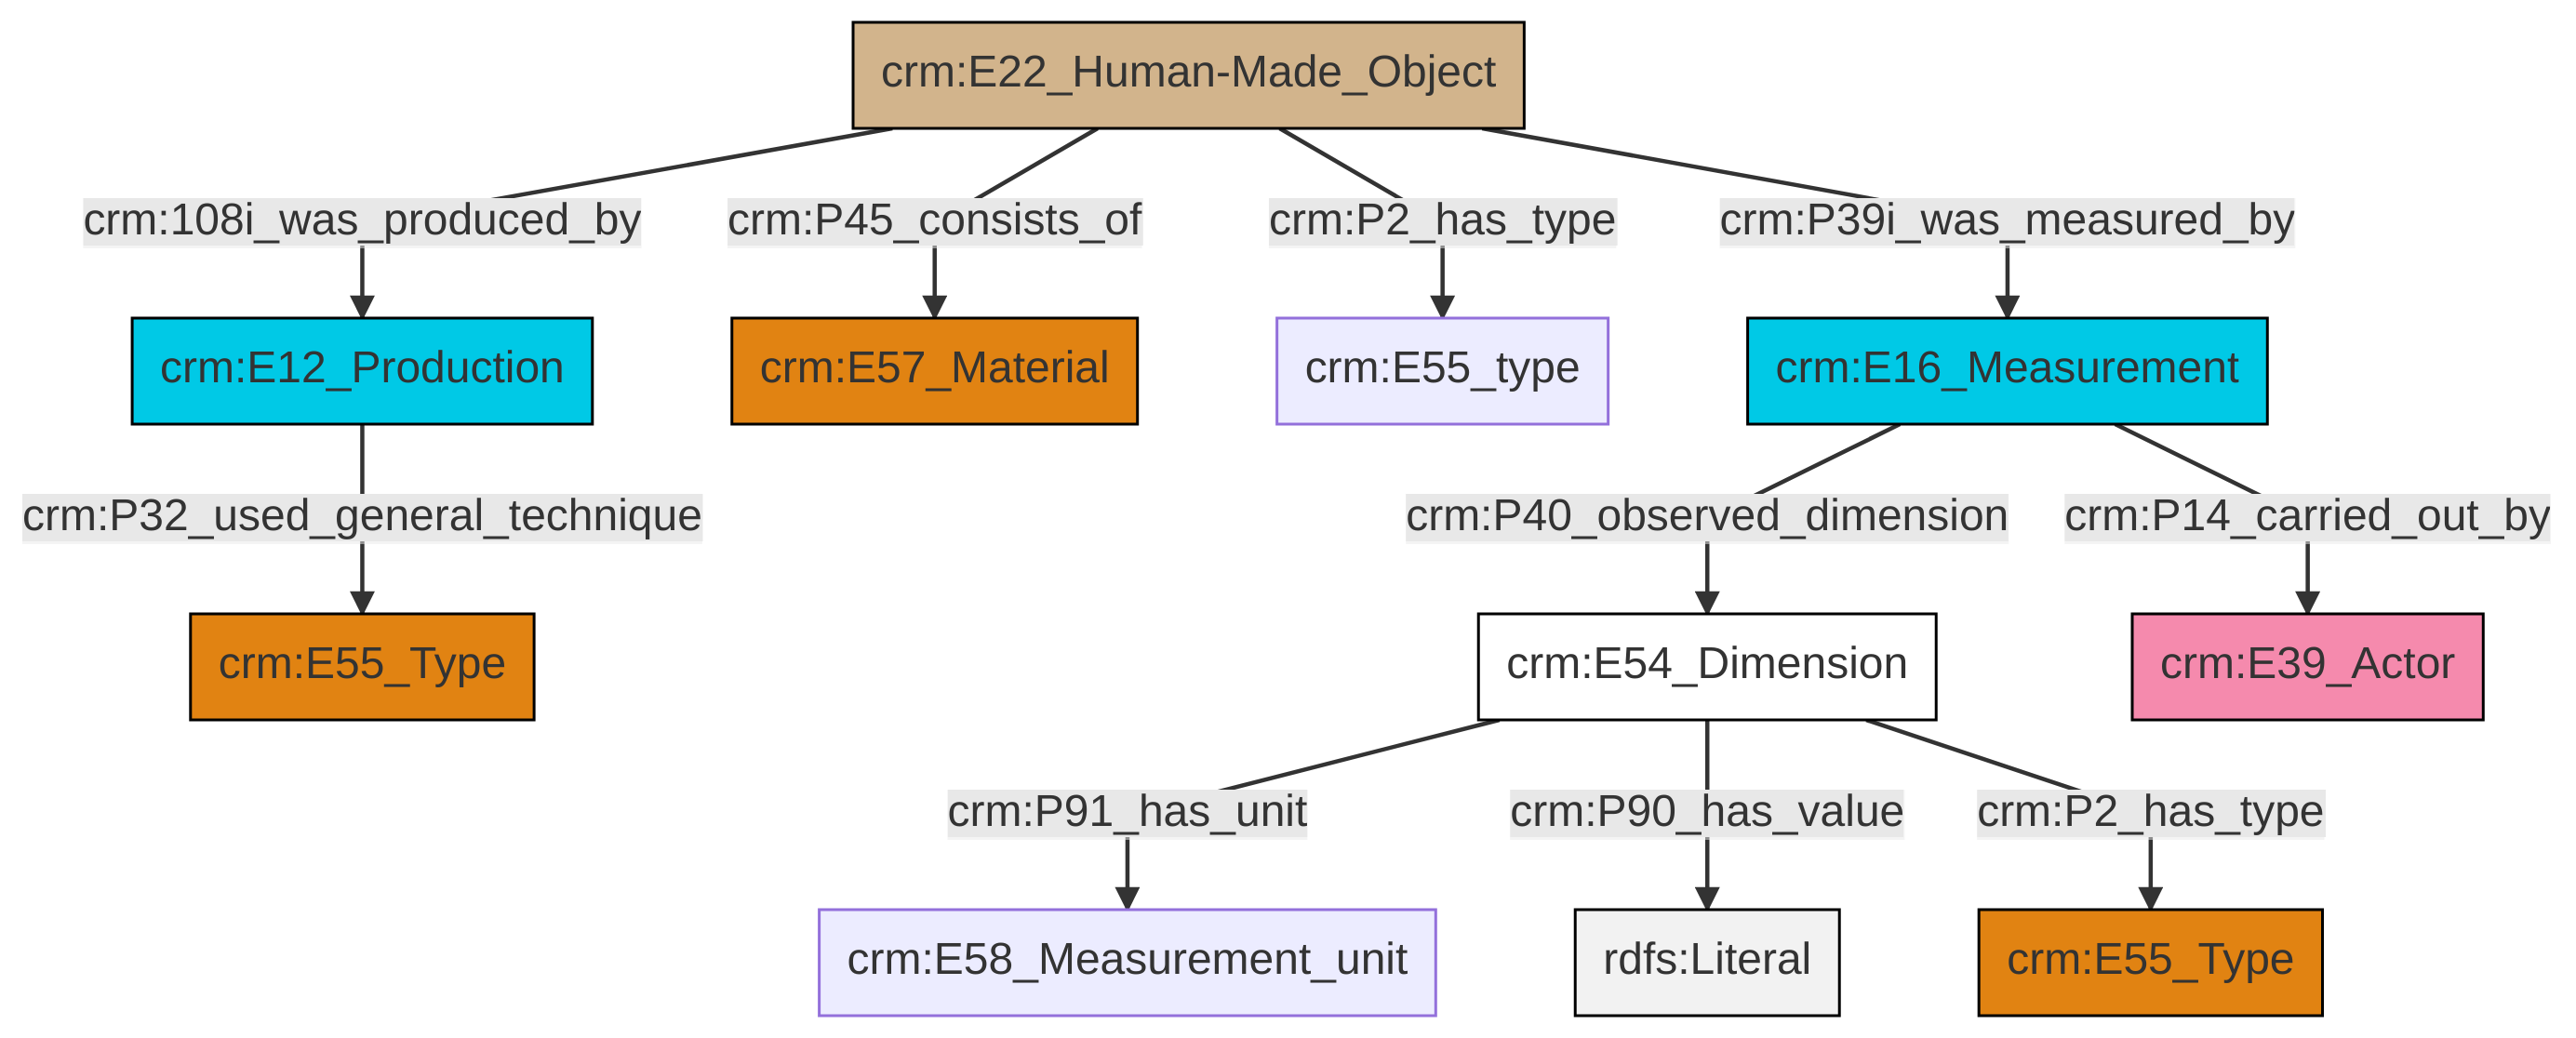 crm:E22_Human-Made_Object
crm:108i_was_produced_by
crm:P45_consists_of
crm:P2_has_type
crm:P39i_was_measured_by
crm:E12_Production
crm:E57_Material
crm:E55_type
crm:E16_Measurement
crm:P32_used_general_technique
crm:P40_observed_dimension
crm:P14_carried_out_by
crm:E55_Type
crm:E54_Dimension
crm:E39_Actor
crm:P91_has_unit
crm:P90_has_value
crm:P2_has_type
crm:E58_Measurement_unit
rdfs:Literal
crm:E55_Type